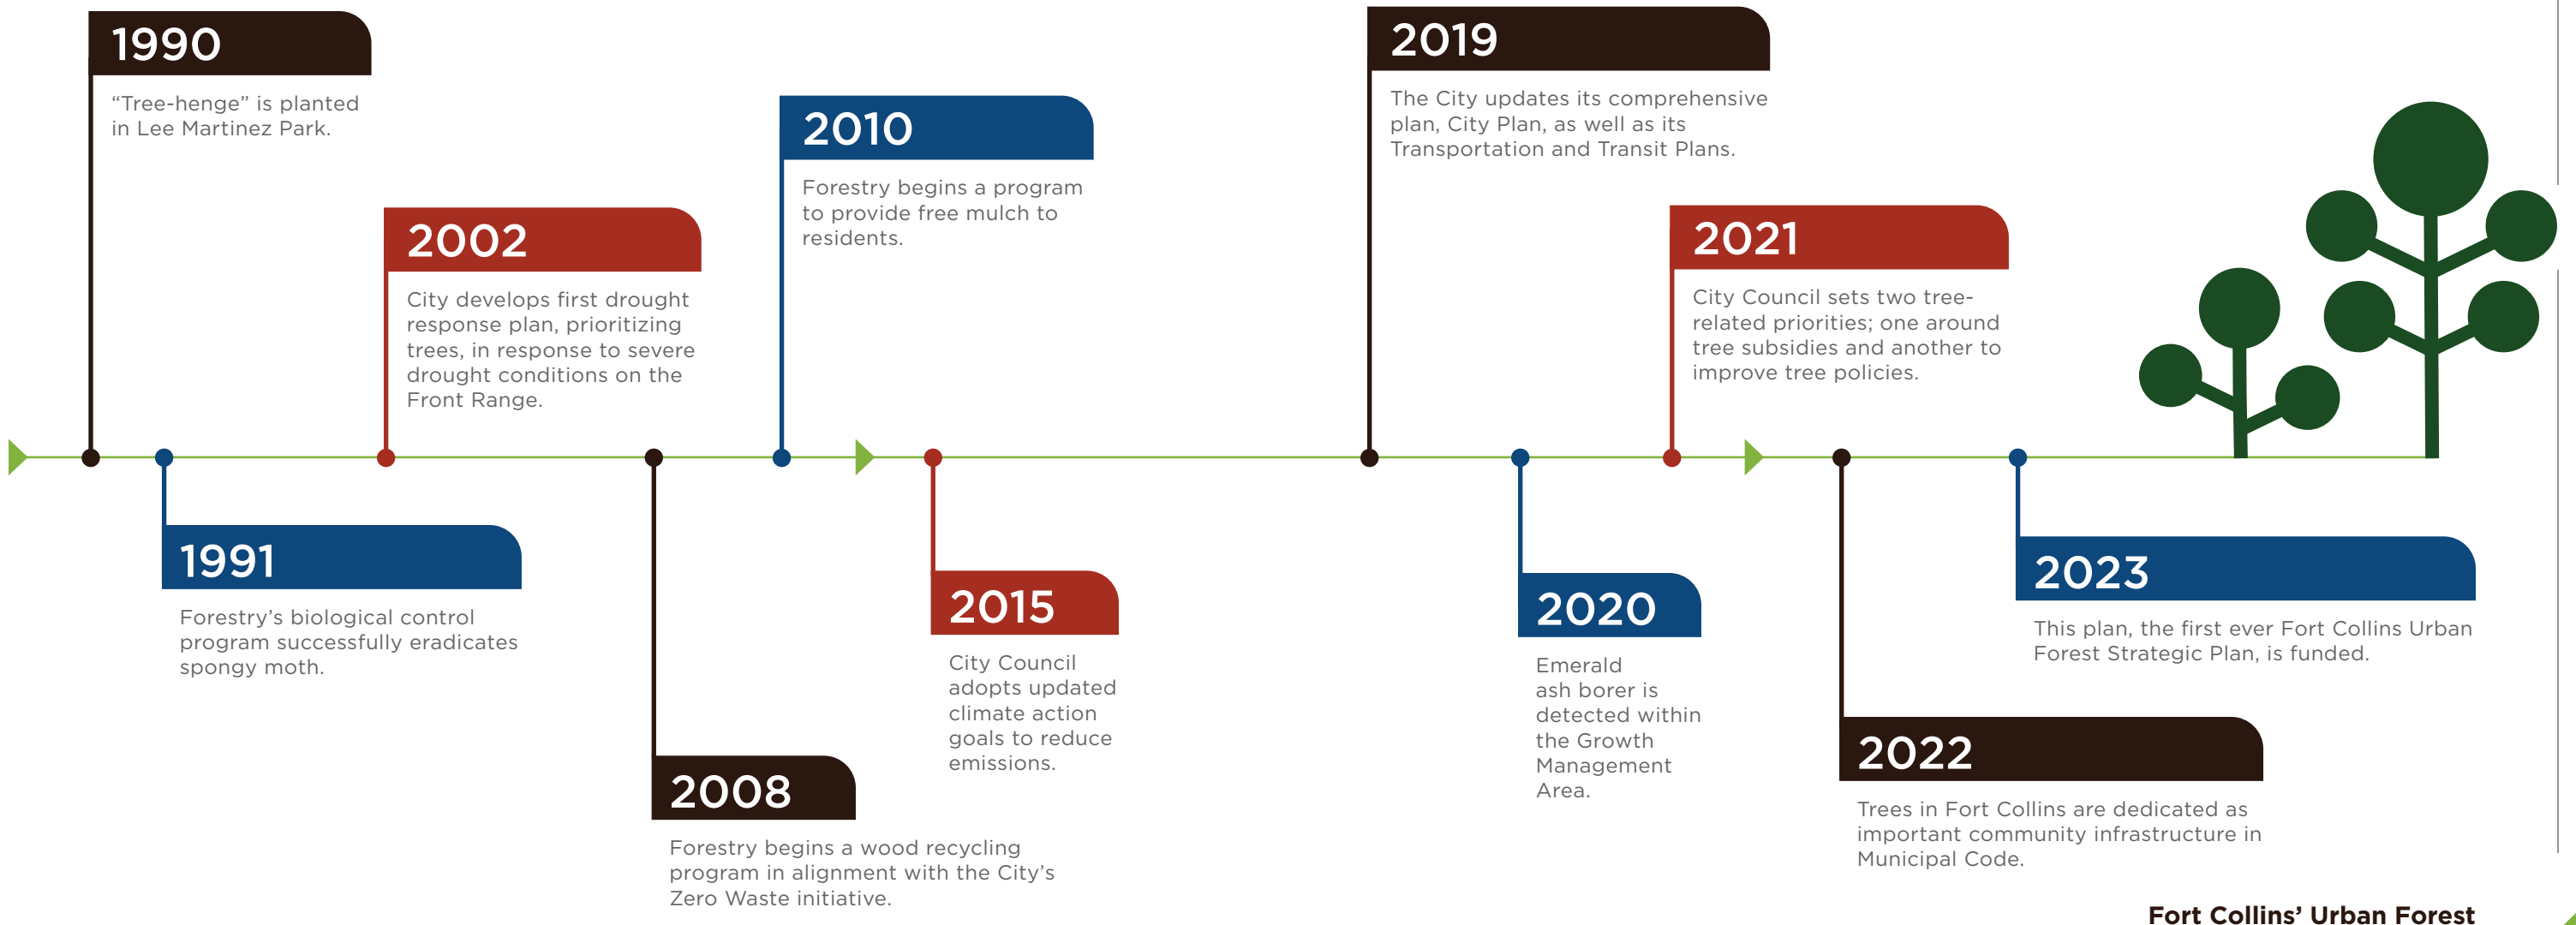 1990
“Tree-henge” is planted
in Lee Martinez Park.
1991
Forestry’s biological control
program successfully eradicates
spongy moth.
2002
City develops first drought
response plan, prioritizing
trees, in response to severe
drought conditions on the
Front Range.
2008
Forestry begins a wood recycling
program in alignment with the City’s
Zero Waste initiative.
2010
Forestry begins a program
to provide free mulch to
residents.
2015
City Council
adopts updated
climate action
goals to reduce
emissions.
2019
The City updates its comprehensive
plan, City Plan, as well as its
Transportation and Transit Plans.
2020
Emerald
ash borer is
detected within
the Growth
Management
Area.
2021
City Council sets two tree-
related priorities; one around
tree subsidies and another to
improve tree policies.
2022
Trees in Fort Collins are dedicated as
important community infrastructure in
Municipal Code.
2023
This plan, the first ever Fort Collins Urban
Forest Strategic Plan, is funded.
Fort Collins’ Urban Forest